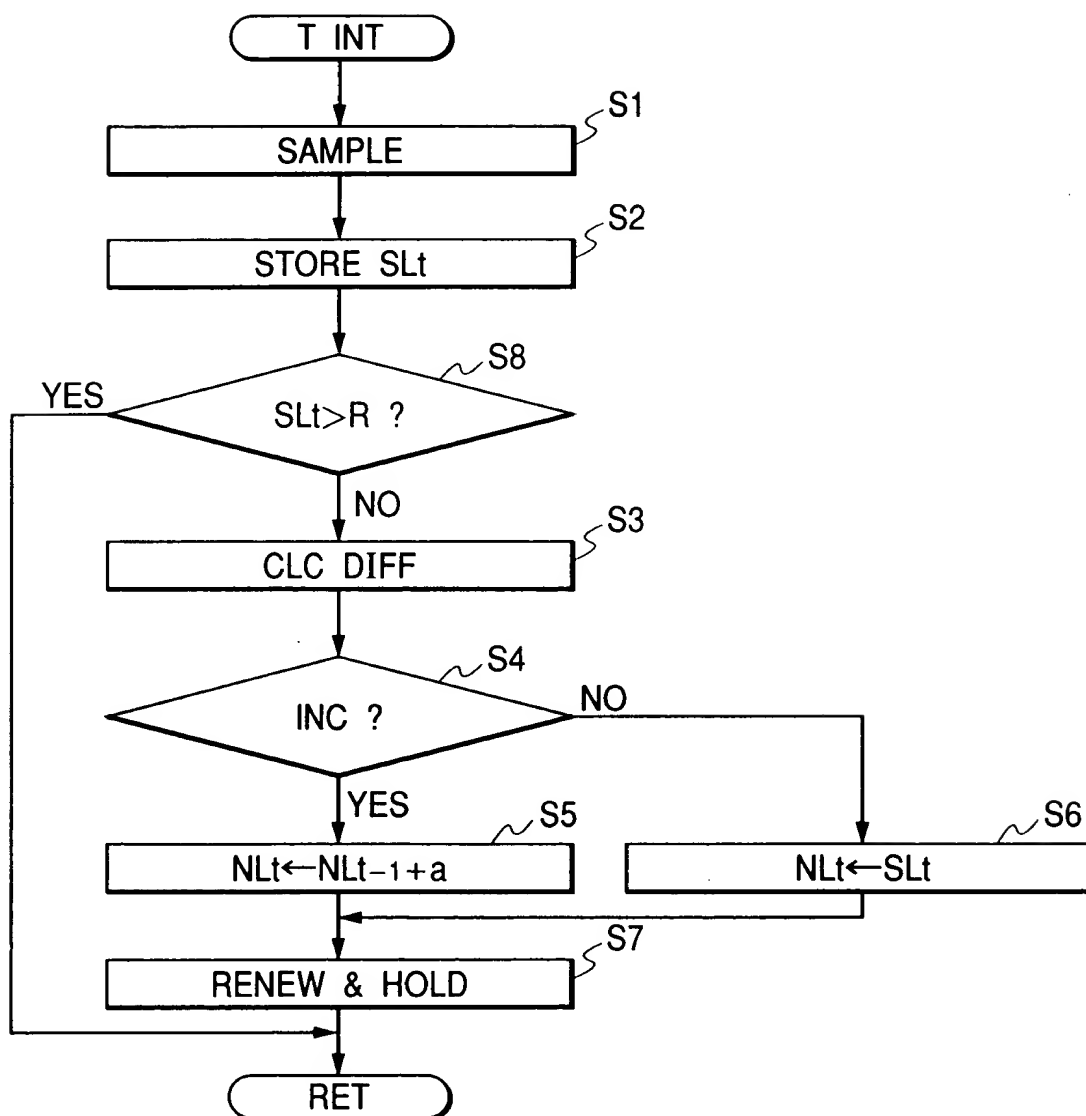 T INT
S1
SAMPLE
S2
STORE SLt
S8
YES
SLt>R ?
NO
S3
CLC DIFF
S4
INC ?
NO
YES
S5
NLt←NLt-1+a
S6
NLt←SLt
S7
RENEW & HOLD
RET